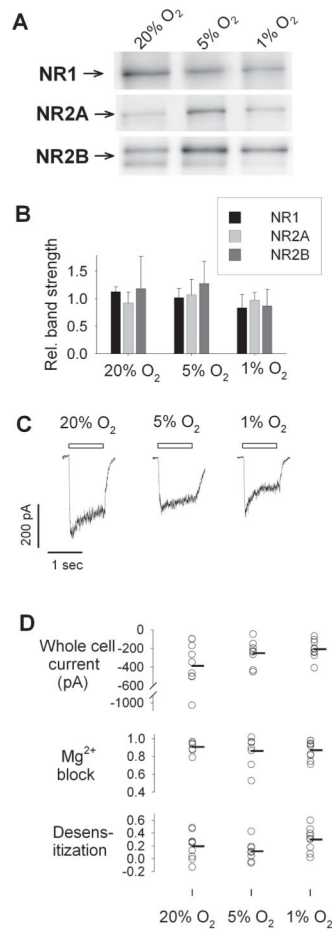 A
20% O2 5% O2 1% O2
NR1
NR2A
NR2B
B
NR1
NR2A
NR2B
Rel. band strength
1.5
1.0
0.5
0.0
20% O2 5% O2 1% O2
C
20% O2 5% O2 1% O2
200 pA
1 sec
D
Whole cell
current
(pA)
0
-200
-400
-600
-1000
Mg2+
block
1.0
0.8
0.6
0.4
Desens-
itization
0.6
0.4
0.2
0.0
-0.2
20% O2 5% O2 1% O2